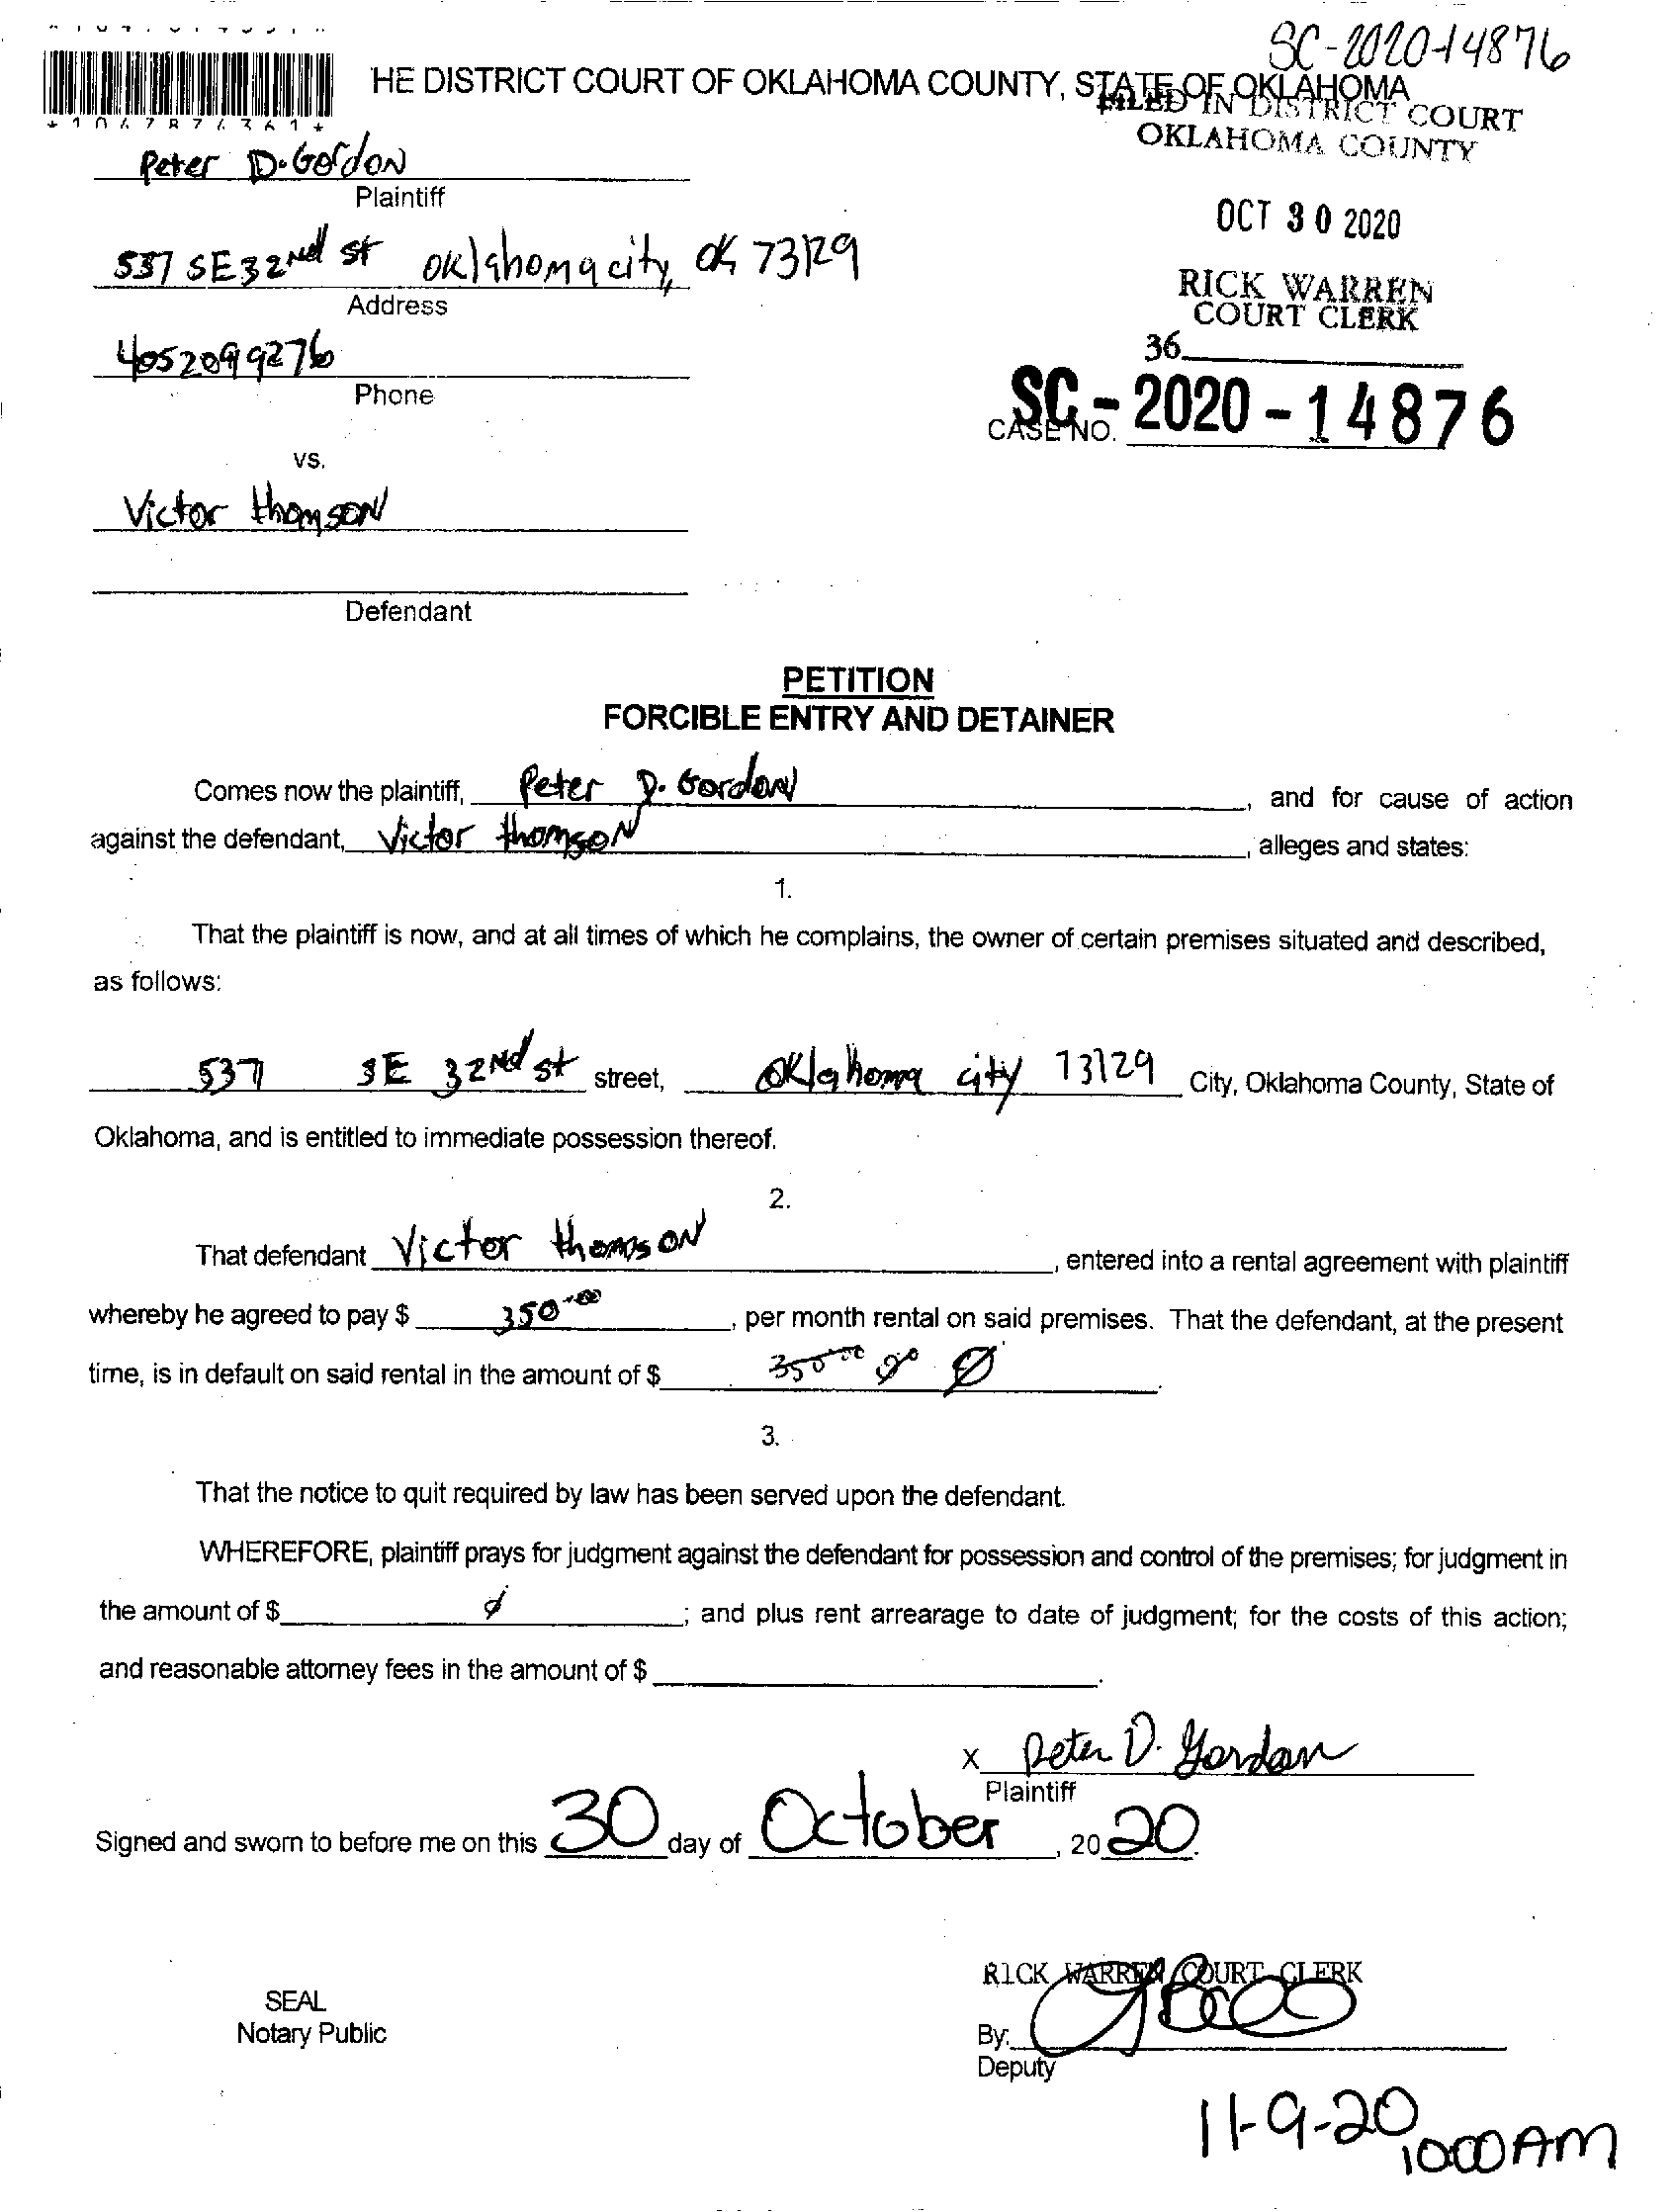 SC-2020-14876
*1047876361*
HE DISTRICT COURT OF OKLAHOMA COUNTY, STATE OF OKLAHOMA
FILED IN DISTRICT COURT
OKLAHOMA COUNTY
Peter D. Gordon
Plaintiff
OCT 30 2020
537 SE 32nd st oklahoma city, ok 73129
Address
RICK WARREN
COURT CLERK
4052099276
Phone
36
CASE NO. SC-2020-14876
vs.
Victor thomson
Defendant
PETITION
FORCIBLE ENTRY AND DETAINER
Comes now the plaintiff, Peter D. Gordon, and for cause of action
against the defendant, Victor thomson, alleges and states:
1.
That the plaintiff is now, and at all times of which he complains, the owner of certain premises situated and described,
as follows:
537 SE 32nd st street, oklahoma city 73129 City, Oklahoma County, State of
Oklahoma, and is entitled to immediate possession thereof.
2.
That defendant Victor thomson, entered into a rental agreement with plaintiff
whereby he agreed to pay $ 350.00, per month rental on said premises. That the defendant, at the present
time, is in default on said rental in the amount of $ 350.00 Ø.
3.
That the notice to quit required by law has been served upon the defendant.
WHEREFORE, plaintiff prays for judgment against the defendant for possession and control of the premises; for judgment in
the amount of $ Ø; and plus rent arrearage to date of judgment; for the costs of this action;
and reasonable attorney fees in the amount of $.
x Peter D. Gordon
Plaintiff
Signed and sworn to before me on this 30 day of October, 2020.
RICK WARREN COURT CLERK
SEAL
Notary Public
By:
Deputy
11-9-20
1000 AM